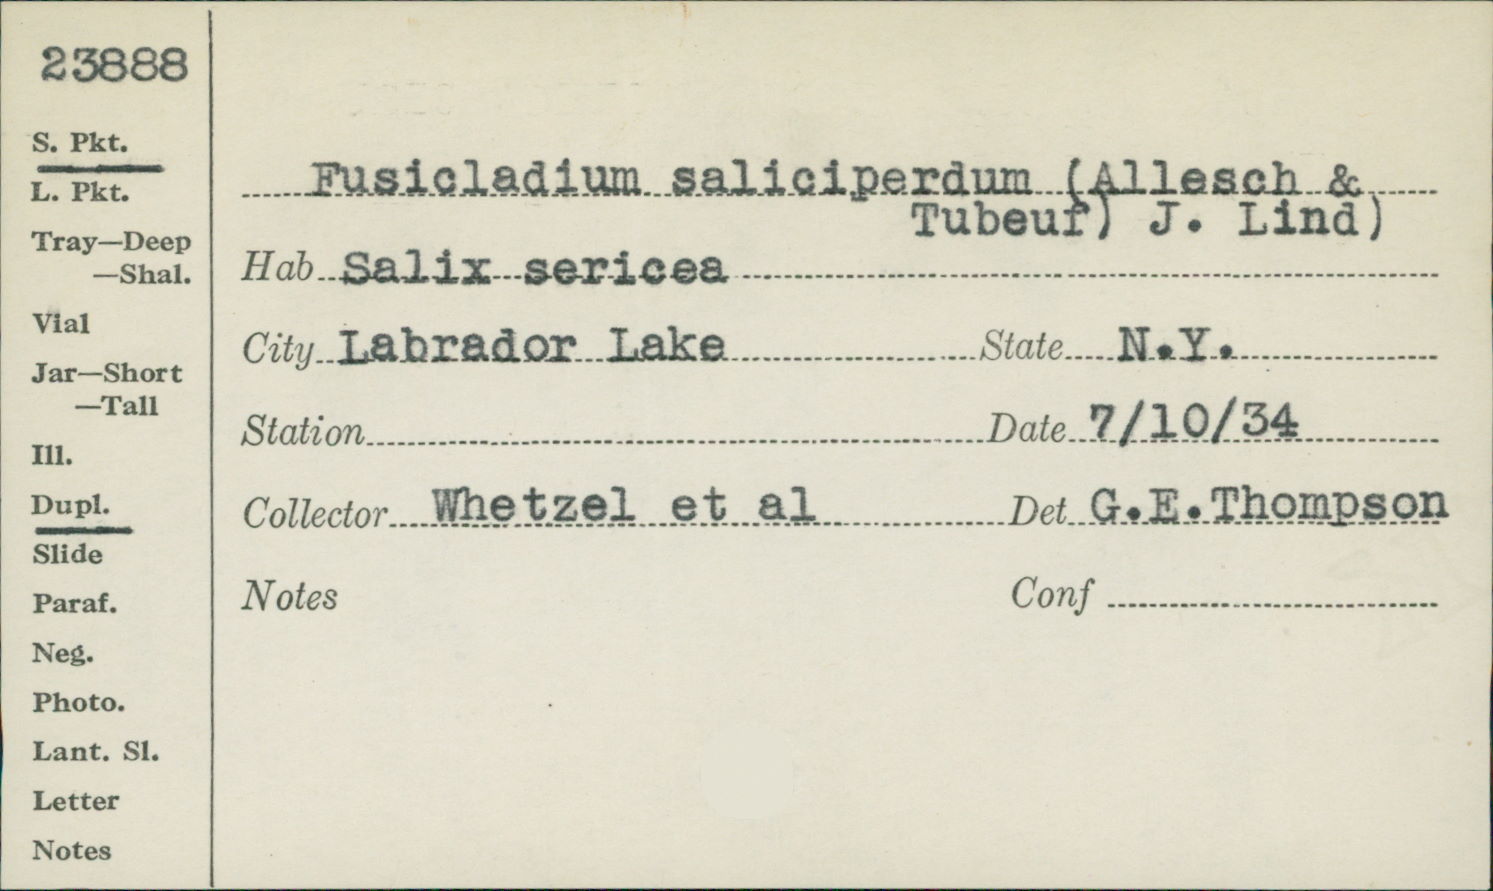 23888
S. Pkt.
L. Pkt.
Tray—Deep
—Shal.
Vial
Jar—Short
—Tall
Ill.
Dupl.
Slide
Paraf.
Neg.
Photo.
Lant. Sl.
Letter
Notes
Fusicladium saliciperdum (Allesch &
Tubeuf) J. Lind)
Hab Salix sericea
City Labrador Lake State N.Y.
Station Date 7/10/34
Collector Whetzel et al Det G.E.Thompson
Notes Conf